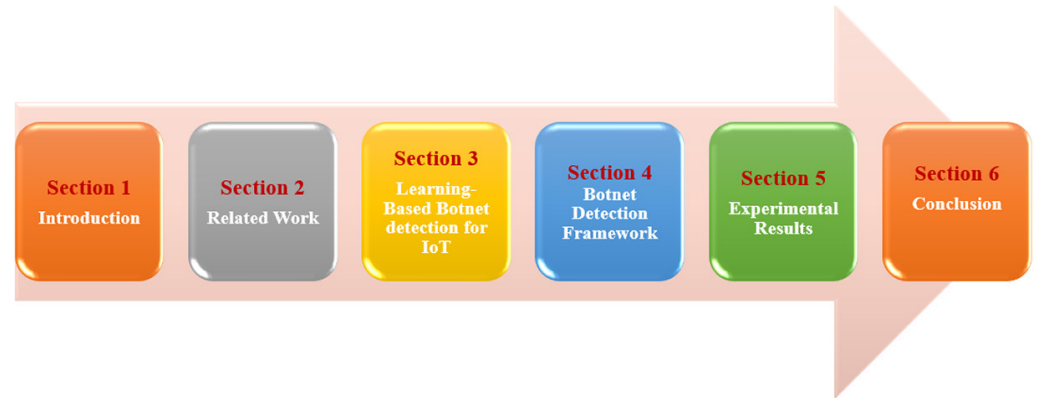 Section 1
Introduction
Section 2
Related Work
Section 3
Learning-
Based Botnet
detection for
IoT
Section 4
Botnet
Detection
Framework
Section 5
Experimental
Results
Section 6
Conclusion